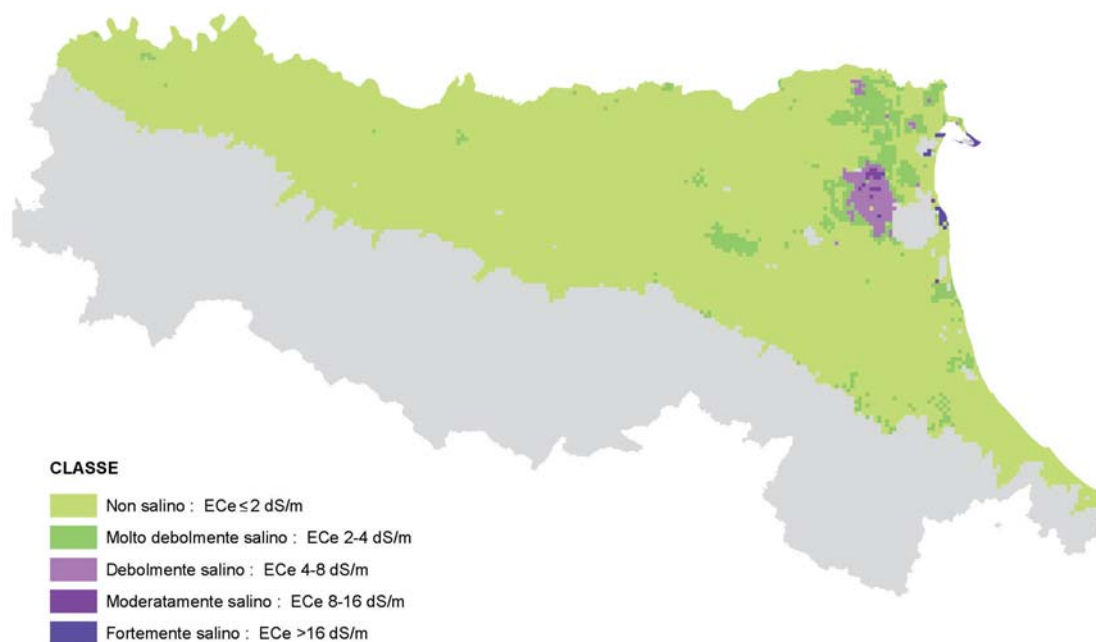 CLASSE
Non salino : ECe ≤ 2 dS/m
Molto debolmente salino : ECe 2-4 dS/m
Debolmente salino : ECe 4-8 dS/m
Moderatamente salino : ECe 8-16 dS/m
Fortemente salino : ECe >16 dS/m